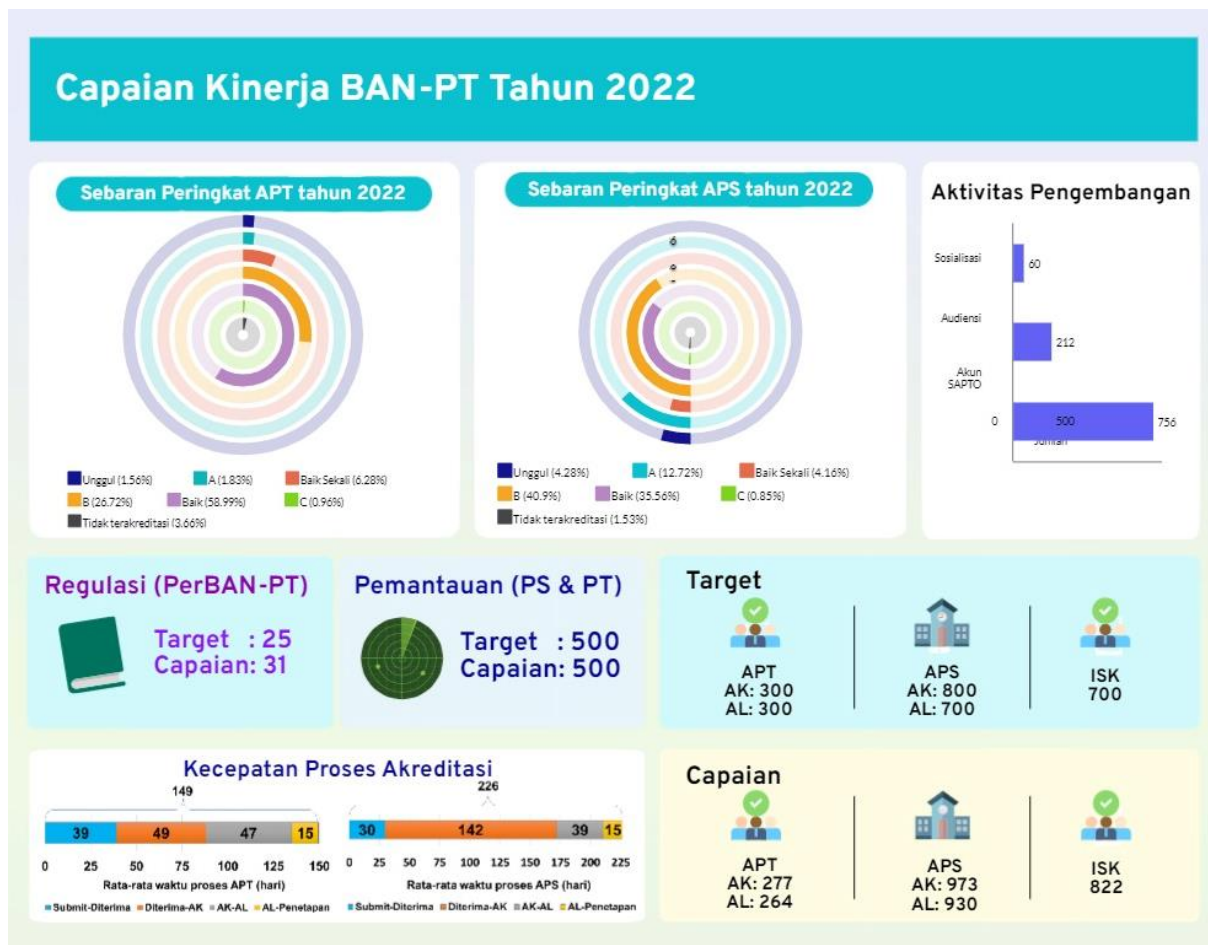 Capaian Kinerja BAN-PT Tahun 2022
Sebaran Peringkat APT tahun 2022
Unggul (1.56%)
A (1.83%)
Baik Sekali (6.28%)
B (26.72%)
Baik (58.99%)
C (0.96%)
Tidak terakreditasi (3.66%)
Sebaran Peringkat APS tahun 2022
Unggul (4.28%)
A (12.72%)
Baik Sekali (4.16%)
B (40.9%)
Baik (35.56%)
C (0.85%)
Tidak terakreditasi (1.53%)
Aktivitas Pengembangan
Sosialisasi
60
Audiensi
212
Akun
SAPTO
0
500
756
Jumlah
Regulasi (PerBAN-PT)
Target : 25
Capaian: 31
Pemantauan (PS & PT)
Target : 500
Capaian: 500
Target
APT
AK: 300
AL: 300
APS
AK: 800
AL: 700
ISK
700
Kecepatan Proses Akreditasi
149
39 49 47 15
0 25 50 75 100 125 150
Rata-rata waktu proses APT (hari)
Submit-Diterima Diterima-AK AK-AL AL-Penetapan
226
30 142 39 15
0 25 50 75 100 125 150 175 200 225
Rata-rata waktu proses APS (hari)
Submit-Diterima Diterima-AK AK-AL AL-Penetapan
Capaian
APT
AK: 277
AL: 264
APS
AK: 973
AL: 930
ISK
822